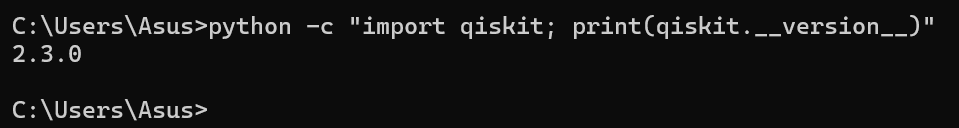 C:\Users\Asus>python -c "import qiskit; print(qiskit.__version__)"
2.3.0
C:\Users\Asus>